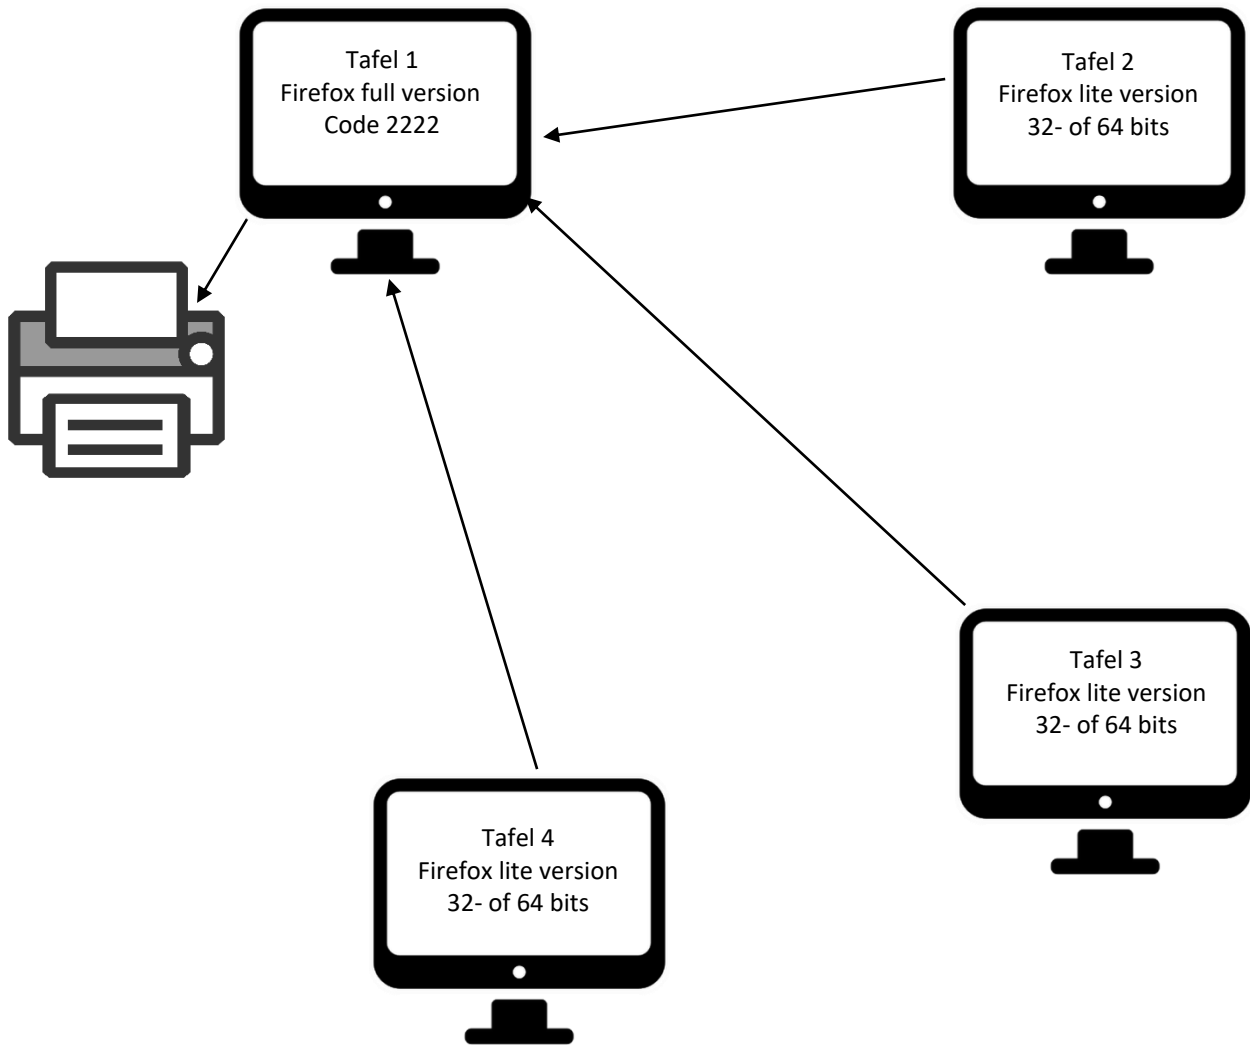 Tafel 1
Firefox full version
Code 2222
Tafel 2
Firefox lite version
32- of 64 bits
Tafel 3
Firefox lite version
32- of 64 bits
Tafel 4
Firefox lite version
32- of 64 bits